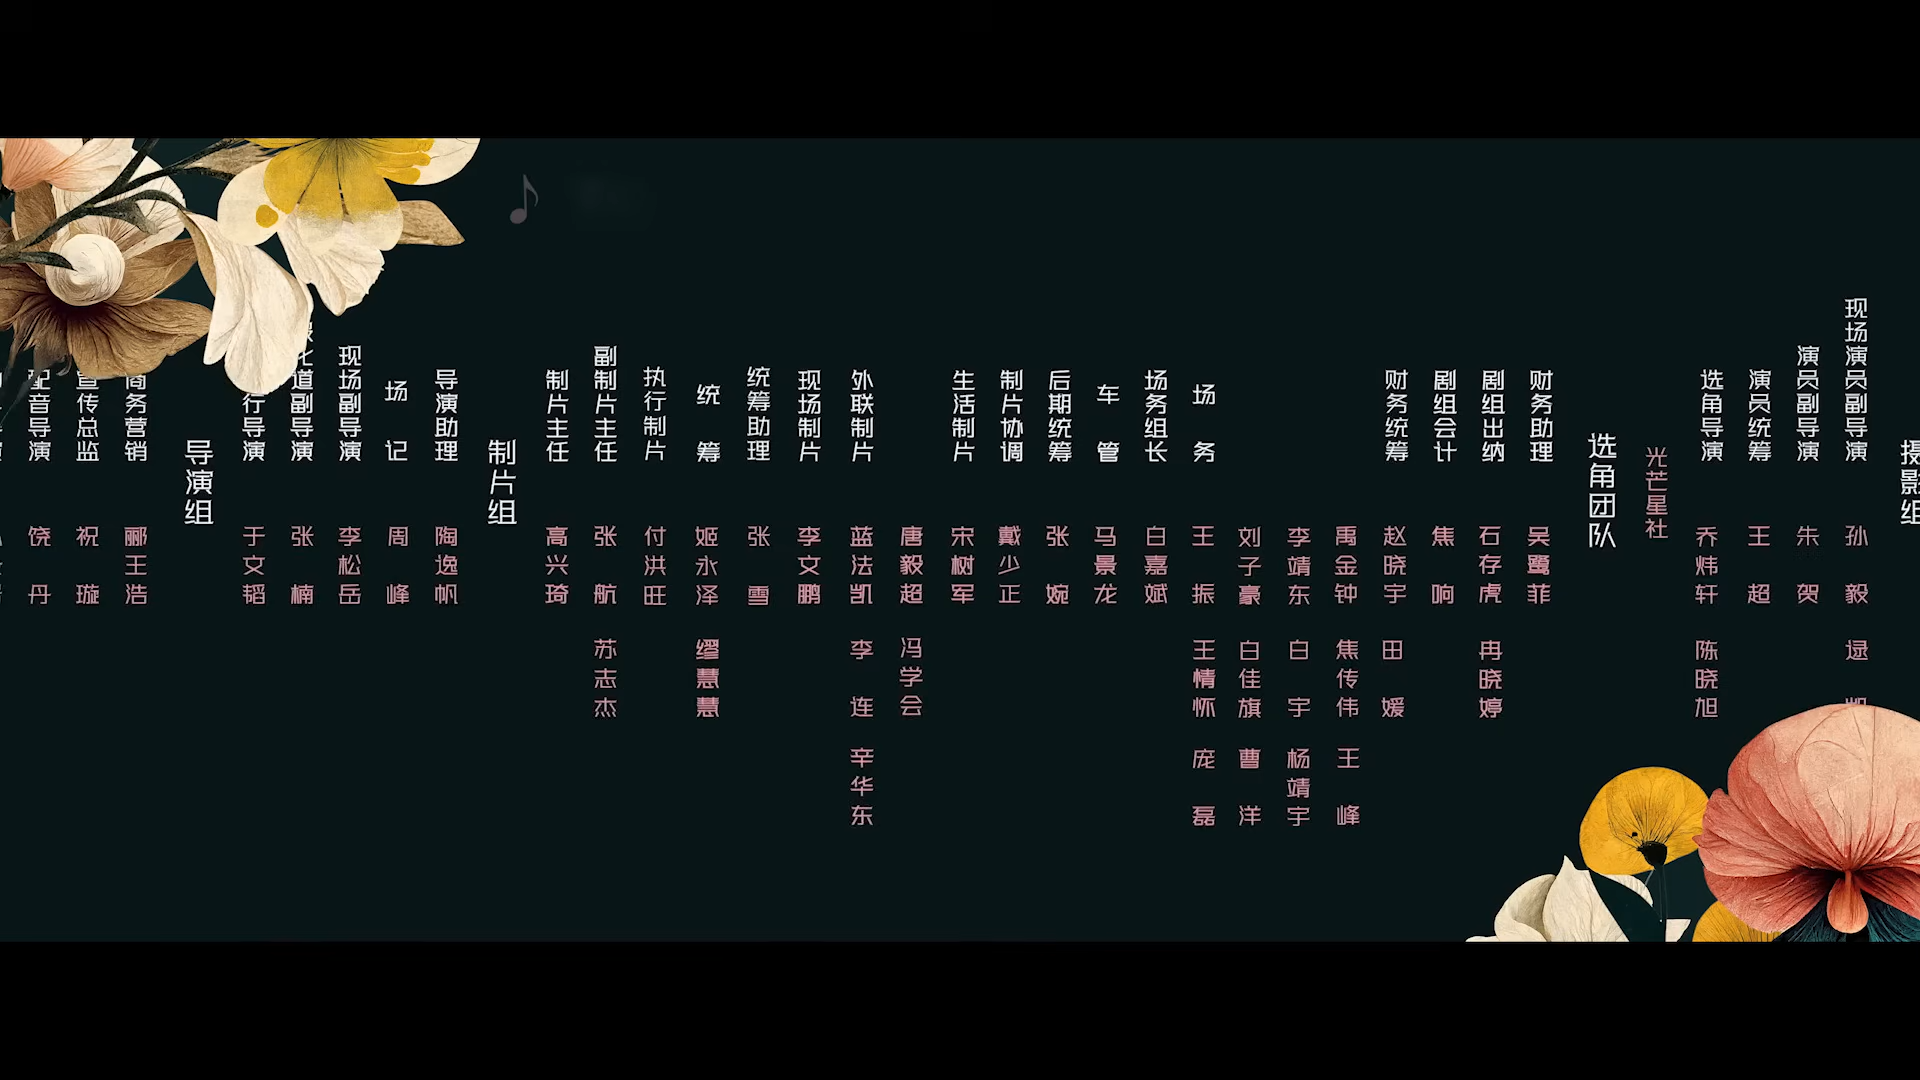 配音导演
饶丹
宣传总监
祝璇
商务营销
郦王浩
导演组
行导演
于文韬
道副导演
张楠
现场副导演
李松岳
场记
周峰
导演助理
陶逸帆
制片组
制片主任
高兴琦
副制片主任
张航
苏志杰
执行制片
付洪旺
统筹
姬永泽
缪慧慧
统筹助理
张雪
现场制片
李文鹏
外联制片
蓝法凯
李连
辛华东
唐毅超
冯学会
生活制片
宋树军
制片协调
戴少正
后期统筹
张婉
车管
马景龙
场务组长
白嘉斌
场务
王振
王情怀
庞磊
刘子豪
白佳旗
曹洋
李靖东
白宇
杨靖宇
禹金钟
焦传伟
王峰
财务统筹
赵晓宇
田媛
剧组会计
焦响
剧组出纳
石存虎
冉晓婷
财务助理
吴鹭菲
选角团队
光芒星社
选角导演
乔炜轩
陈晓旭
演员统筹
王超
演员副导演
朱贺
现场演员副导演
孙毅
逯
摄影组